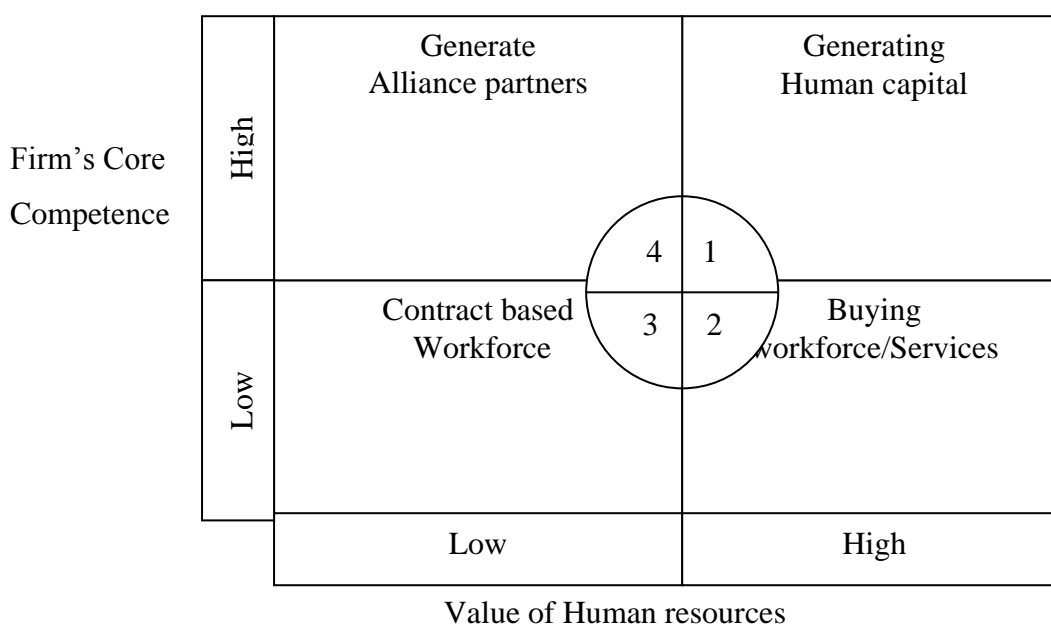 Generate
Alliance partners
Generating
Human capital
Firm’s Core
Competence
High
4
1
Contract based
Workforce
3
2
Buying
workforce/Services
Low
Low
High
Value of Human resources